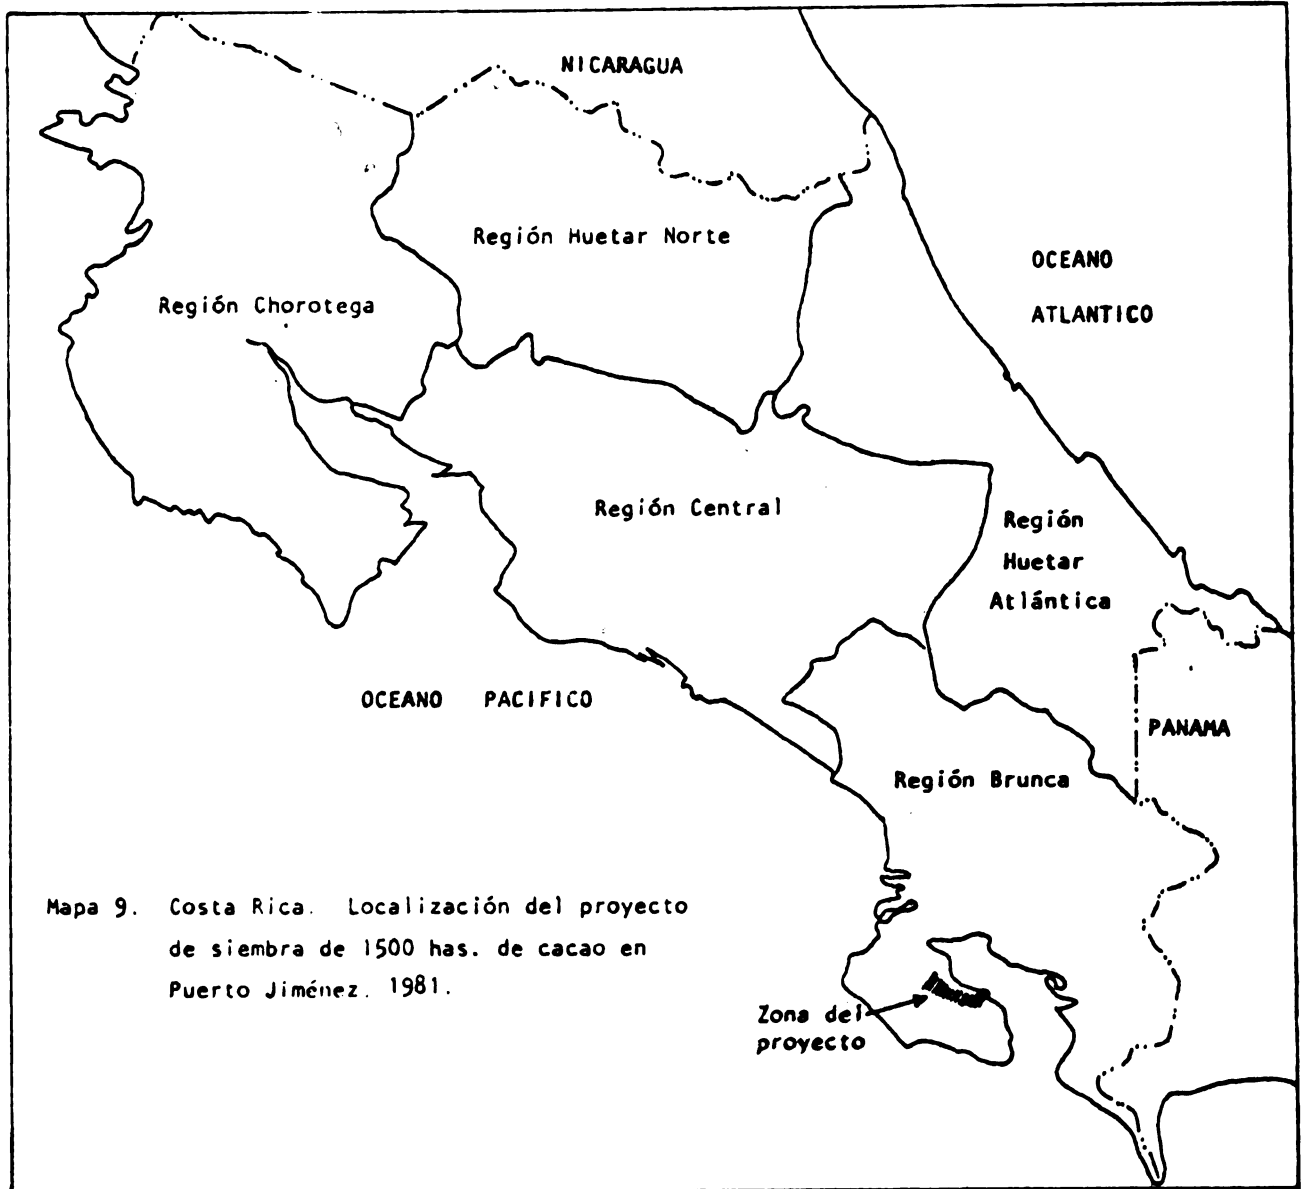 NICARAGUA
Región Huetar Norte
OCEANO
ATLANTICO
Región Chorotega
Región Central
Región
Huetar
Atlántica
OCEANO PACIFICO
PANAMA
Región Brunca
Mapa 9. Costa Rica. Localización del proyecto
de siembra de 1500 has. de cacao en
Puerto Jiménez. 1981.
Zona del
proyecto